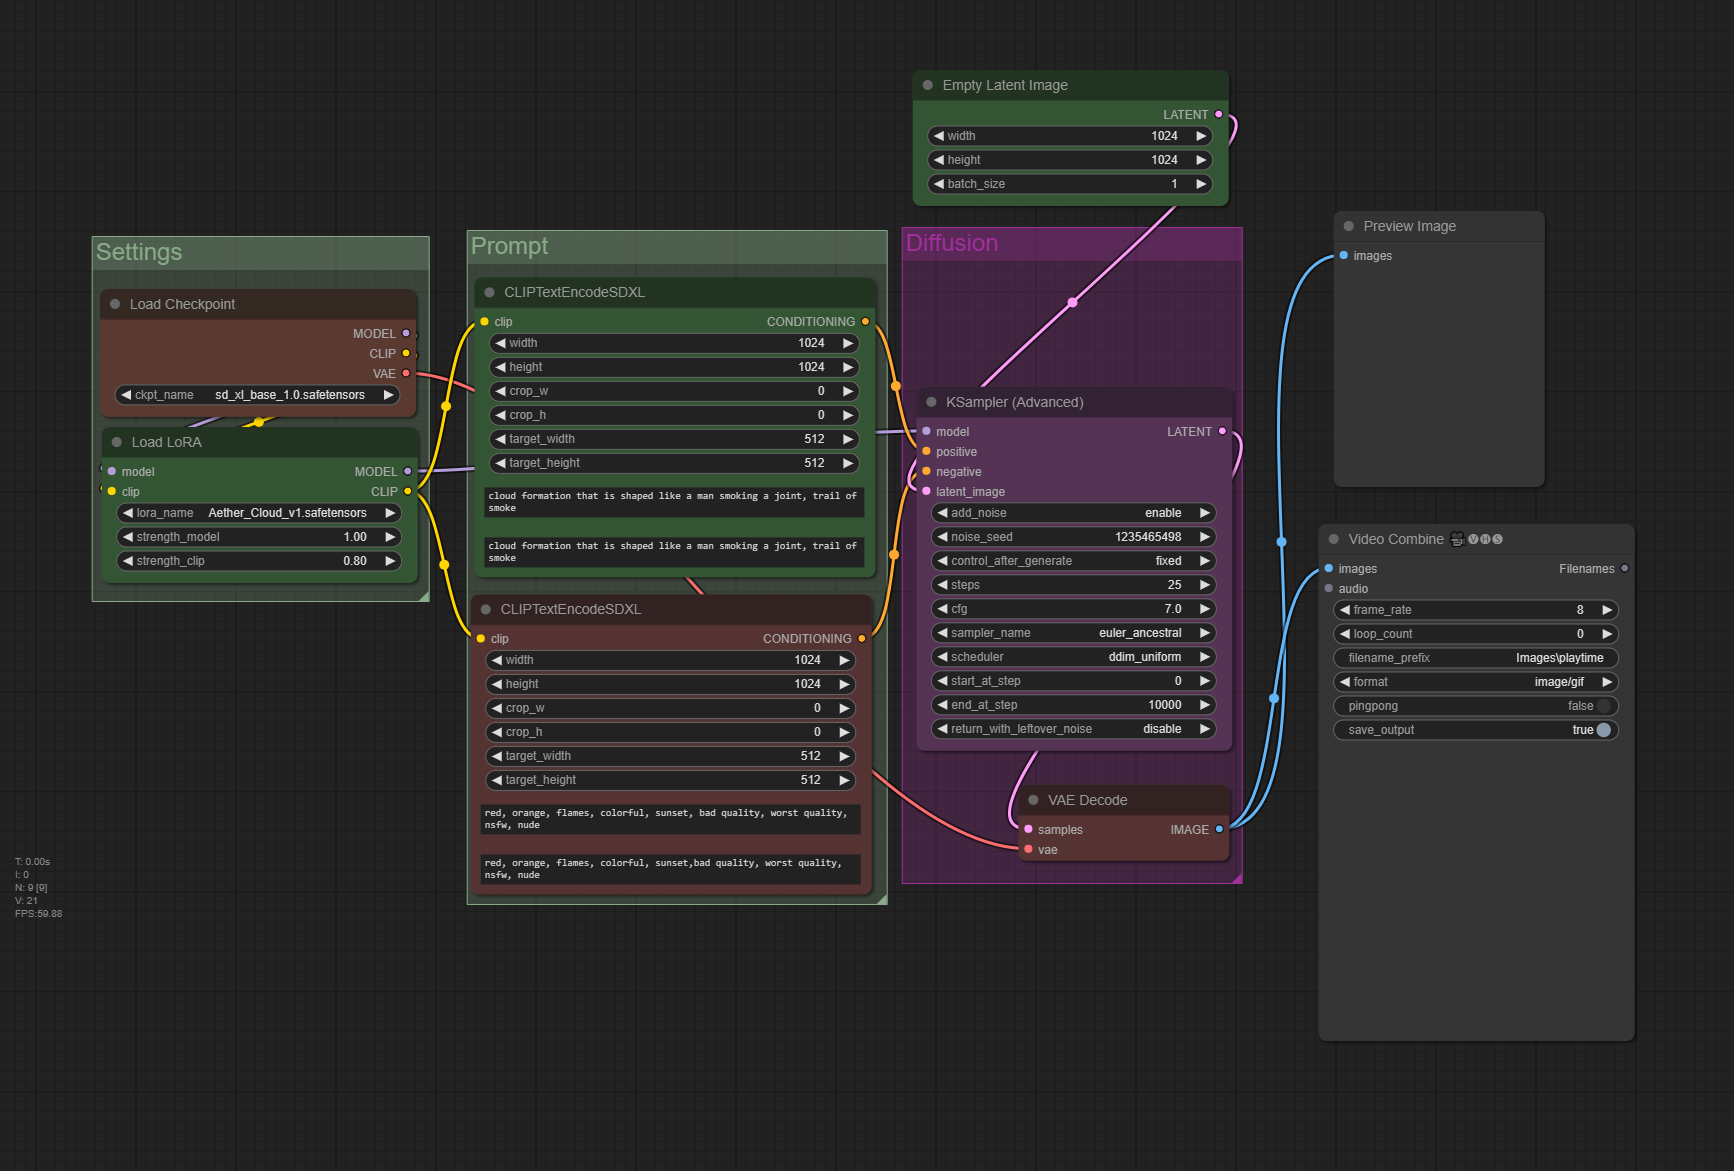 Empty Latent Image
LATENT
width 1024
height 1024
batch_size 1
Settings
Load Checkpoint
MODEL
CLIP
VAE
ckpt_name sd_xl_base_1.0.safetensors
Load LoRA
model MODEL
clip CLIP
lora_name Aether_Cloud_v1.safetensors
strength_model 1.00
strength_clip 0.80
Prompt
CLIPTextEncodeSDXL
clip CONDITIONING
width 1024
height 1024
crop_w 0
crop_h 0
target_width 512
target_height 512
cloud formation that is shaped like a man smoking a joint, trail of
smoke
cloud formation that is shaped like a man smoking a joint, trail of
smoke
CLIPTextEncodeSDXL
clip CONDITIONING
width 1024
height 1024
crop_w 0
crop_h 0
target_width 512
target_height 512
red, orange, flames, colorful, sunset, bad quality, worst quality,
nsfw, nude
red, orange, flames, colorful, sunset,bad quality, worst quality,
nsfw, nude
Diffusion
KSampler (Advanced)
model LATENT
positive
negative
latent_image
add_noise enable
noise_seed 1235465498
control_after_generate fixed
steps 25
cfg 7.0
sampler_name euler_ancestral
scheduler ddim_uniform
start_at_step 0
end_at_step 10000
return_with_leftover_noise disable
VAE Decode
samples IMAGE
vae
Preview Image
images
Video Combine 🎥🅥🅗🅢
images Filenames
audio
frame_rate 8
loop_count 0
filename_prefix Images\playtime
format image/gif
pingpong false
save_output true
T: 0.00s
I: 0
N: 9 [9]
V: 21
FPS:59.88